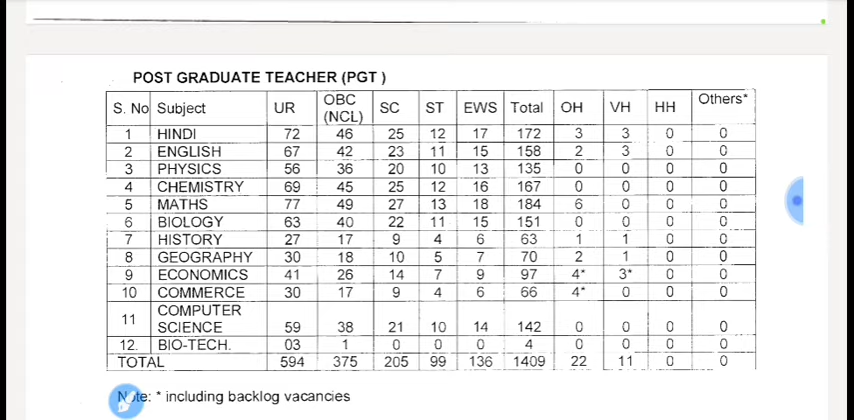 POST GRADUATE TEACHER (PGT )
S. No Subject UR OBC (NCL) SC ST EWS Total OH VH HH Others*
1 HINDI 72 46 25 12 17 172 3 3 0 0
2 ENGLISH 67 42 23 11 15 158 2 3 0 0
3 PHYSICS 56 36 20 10 13 135 0 0 0 0
4 CHEMISTRY 69 45 25 12 16 167 0 0 0 0
5 MATHS 77 49 27 13 18 184 6 0 0 0
6 BIOLOGY 63 40 22 11 15 151 0 0 0 0
7 HISTORY 27 17 9 4 6 63 1 1 0 0
8 GEOGRAPHY 30 18 10 5 7 70 2 1 0 0
9 ECONOMICS 41 26 14 7 9 97 4* 3* 0 0
10 COMMERCE 30 17 9 4 6 66 4* 0 0 0
11 COMPUTER SCIENCE 59 38 21 10 14 142 0 0 0 0
12. BIO-TECH. 03 1 0 0 0 4 0 0 0 0
TOTAL 594 375 205 99 136 1409 22 11 0 0
Note: * including backlog vacancies